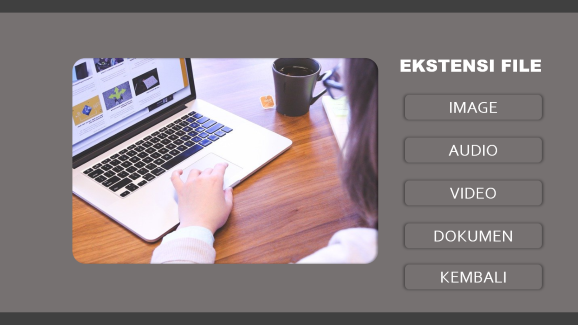 EKSTENSI FILE
IMAGE
AUDIO
VIDEO
DOKUMEN
KEMBALI